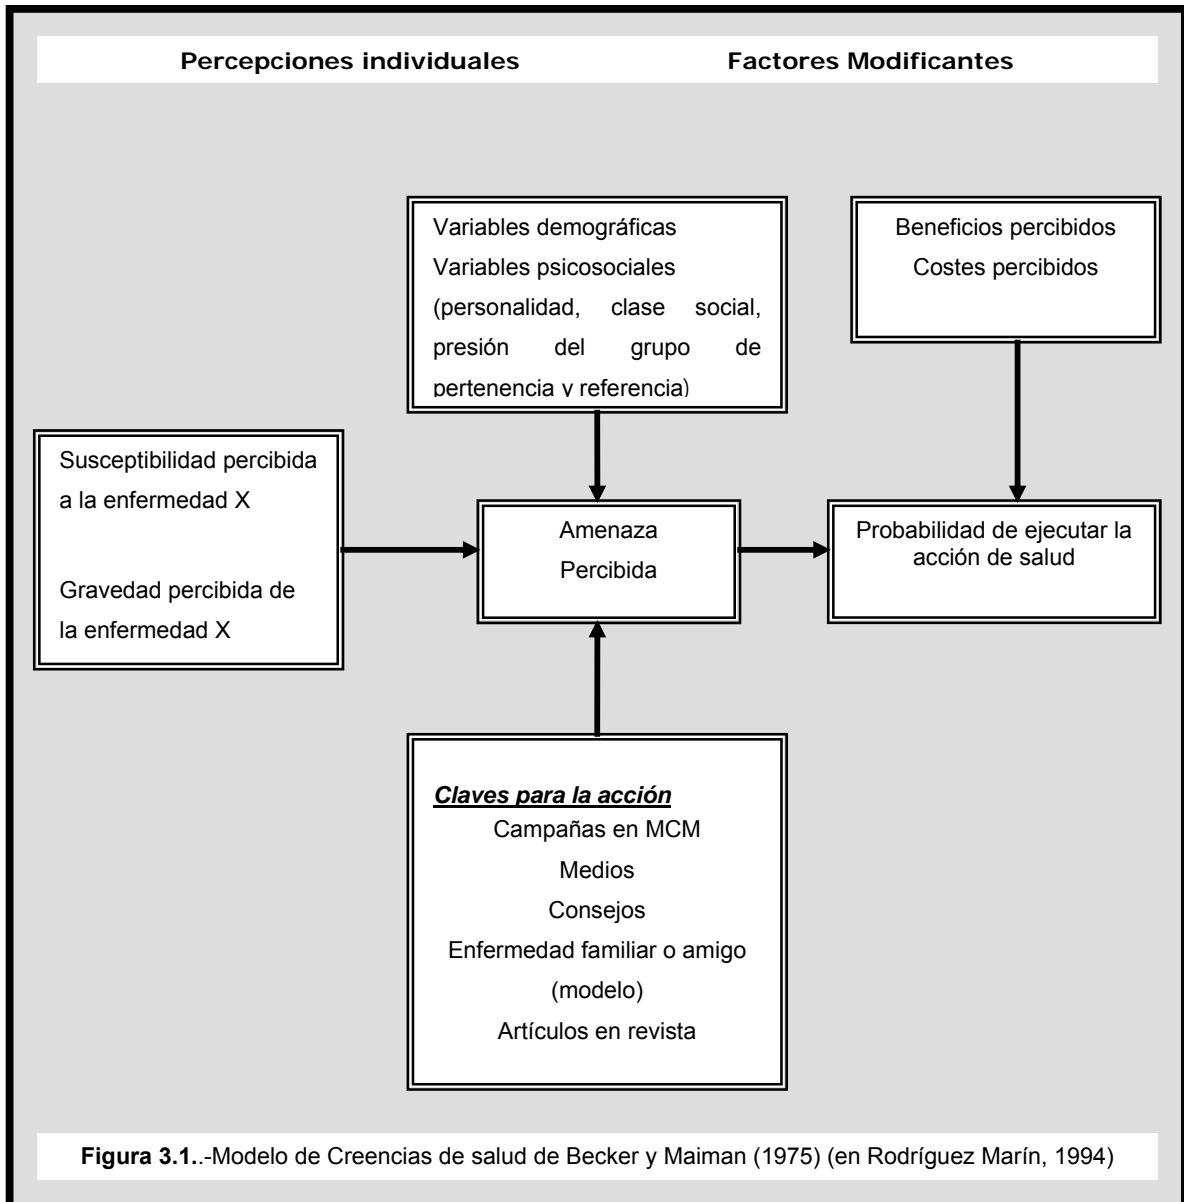 Percepciones individuales Factores Modificantes
Variables demográficas
Variables psicosociales
(personalidad, clase social,
presión del grupo de
pertenencia y referencia)
Beneficios percibidos
Costes percibidos
Susceptibilidad percibida
a la enfermedad X
Gravedad percibida de
la enfermedad X
Amenaza
Percibida
Probabilidad de ejecutar la
acción de salud
Claves para la acción
Campañas en MCM
Medios
Consejos
Enfermedad familiar o amigo
(modelo)
Artículos en revista
Figura 3.1..-Modelo de Creencias de salud de Becker y Maiman (1975) (en Rodríguez Marín, 1994)